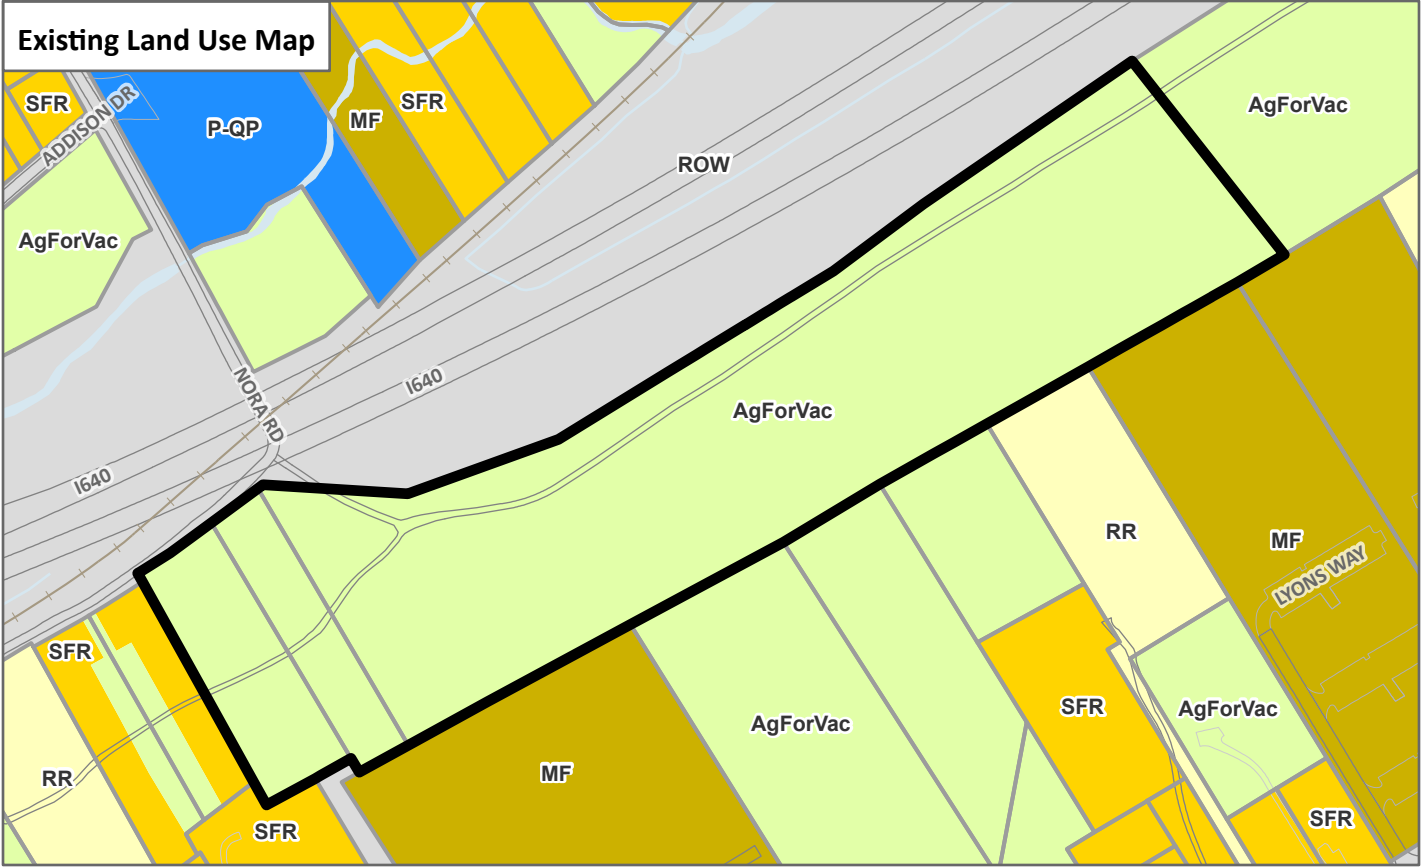 Existing Land Use Map
SFR
ADDISON DR
P-QP
MF
SFR
AgForVac
ROW
AgForVac
NORA RD
I640
I640
AgForVac
RR
MF
LYONS WAY
SFR
SFR
AgForVac
AgForVac
RR
MF
SFR
SFR